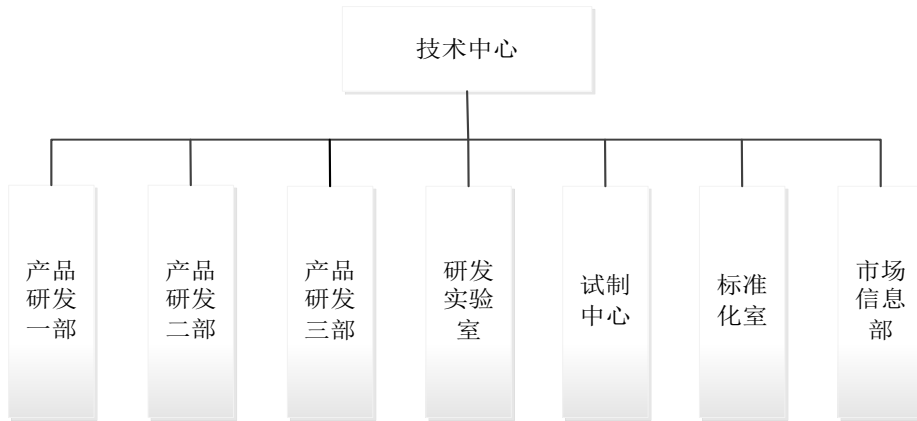 技术中心
产品
研发
一部
产品
研发
二部
产品
研发
三部
研发
实验
室
试制
中心
标准
化室
市场
信息
部